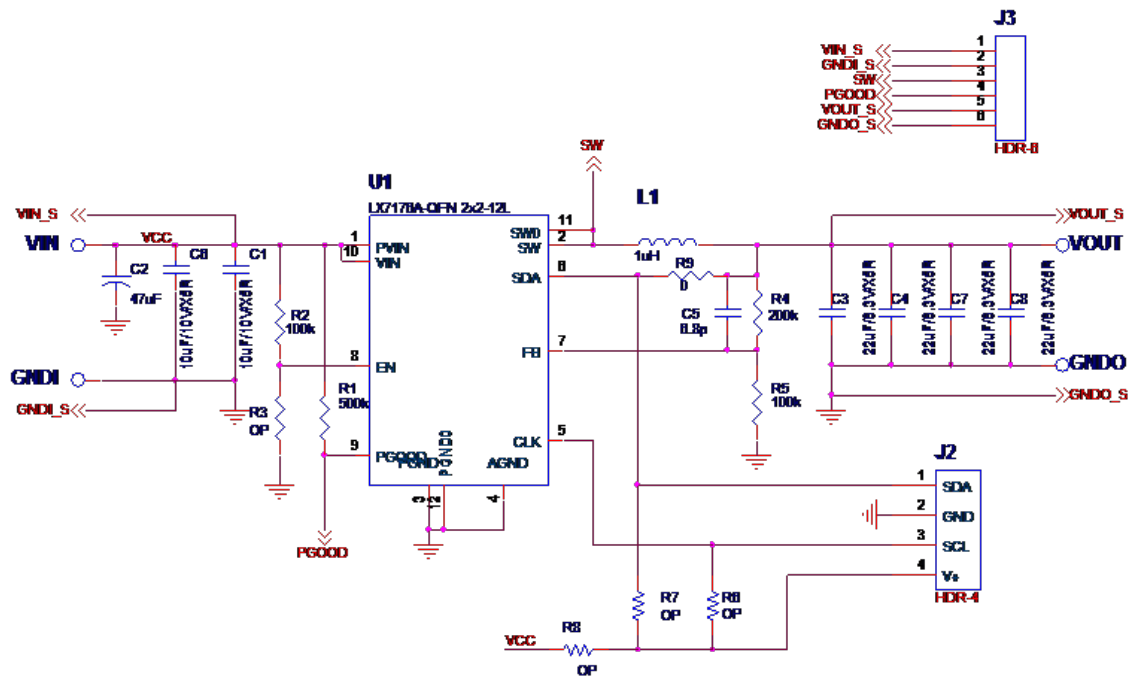 J3
VIN_S
1
GNDI_S
2
SW
3
PGOOD
4
VOUT_S
5
GNDO_S
6
SW
U1
L1
LX7176A-QFN 2x2-12L
VIN_S
VOUT_S
VIN
VCC
C6
C1
1
10
PVIN
VIN
SW0
SW
11
2
1uH
VOUT
C2
47uF
10uF/10V/X5R
10uF/10V/X5R
SDA
6
R9
0
R2
100k
C5
6.8p
R4
200k
C3
22uF/6.3V/X5R
C4
22uF/6.3V/X5R
C7
22uF/6.3V/X5R
C8
22uF/6.3V/X5R
FB
7
8
EN
GNDI
GNDO
GNDI_S
GNDO_S
R3
OP
R1
500k
R5
100k
CLK
5
9
PGOOD
PGND
PGND0
AGND
3
12
4
PGOOD
J2
1
SDA
2
GND
3
SCL
4
V+
HDR-4
R7
OP
OP
VCC
OP